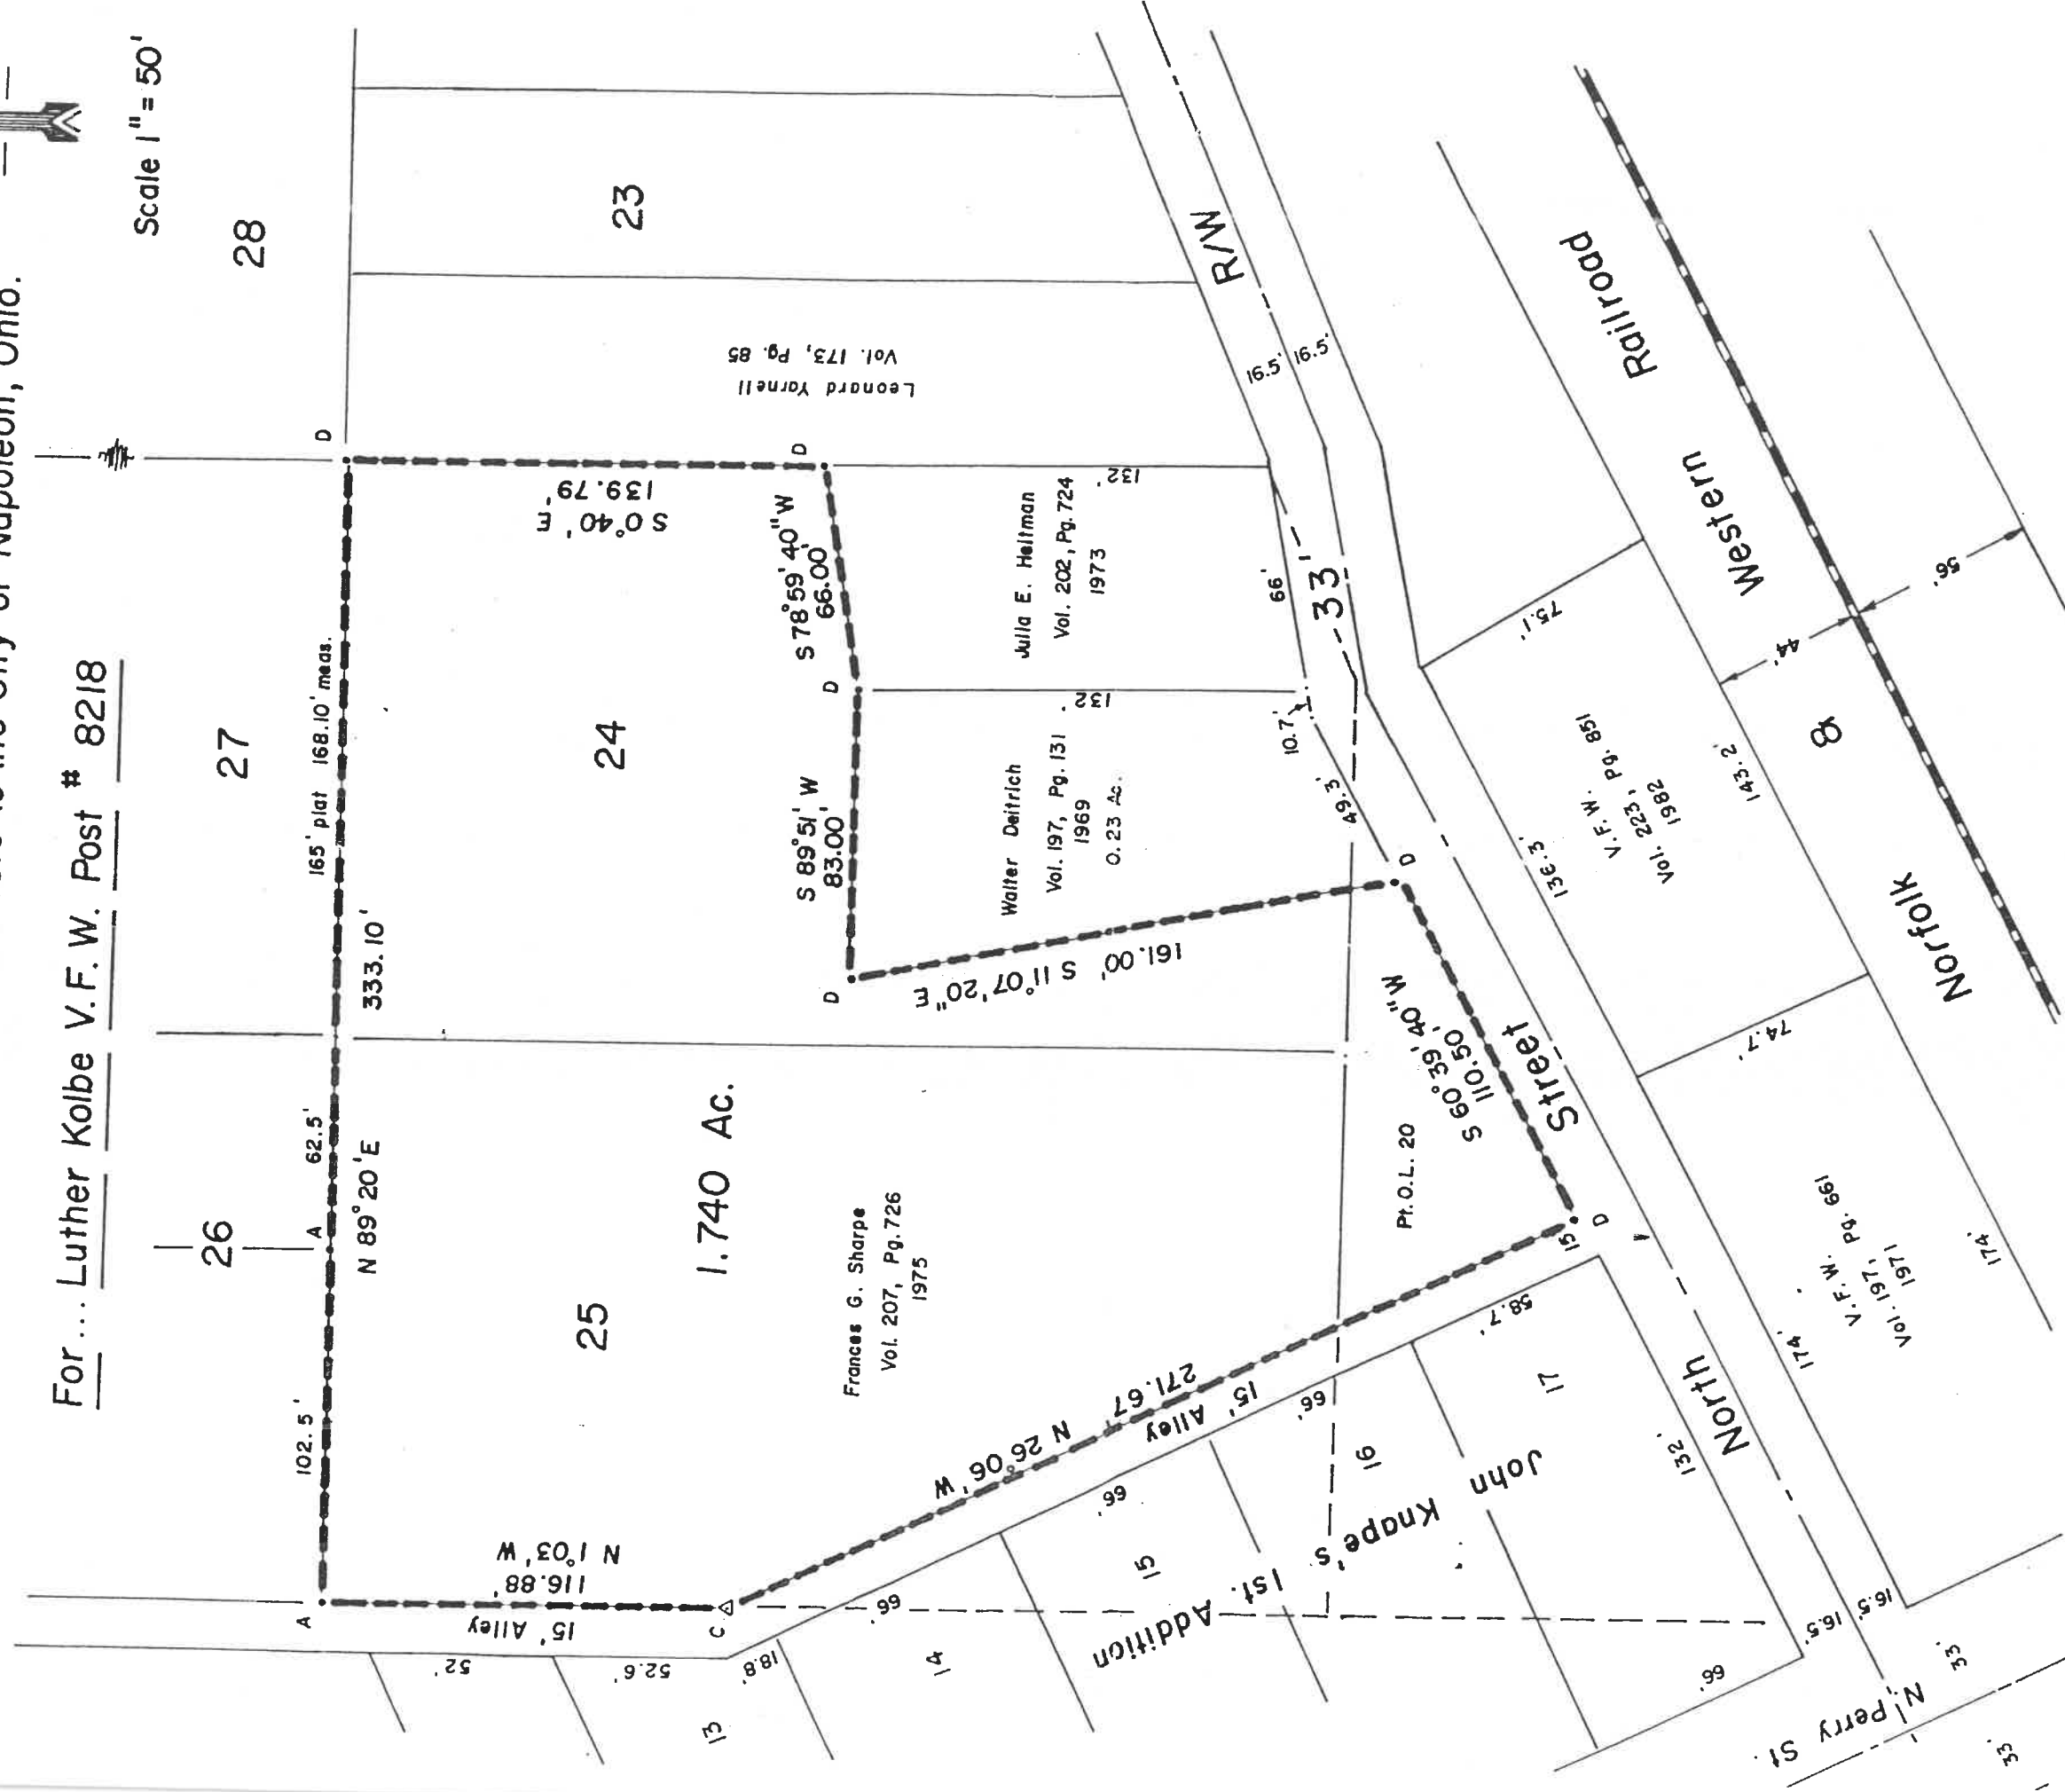 City of Napoleon, Ohio.
For... Luther Kolbe V.F.W. Post # 8218
Scale 1" = 50'
26
27
28
102.5'
A
62.5'
165' plat 168.10' meas.
D
A
N 89° 20' E
333.10'
25
24
23
1.740 Ac.
N 1° 03' W
116.88'
15' Alley
C
52'
52.6'
18.8'
S 0° 40' E
139.79'
D
S 78° 59' 40" W
66.00'
D
S 89° 51' W
83.00'
D
S 11° 07' 20" E
161.00'
Leonard Yarnell
Vol. 173, Pg. 85
Julia E. Heitman
Vol. 202, Pg. 724
1973
132'
132'
66'
Walter Deitrich
Vol. 197, Pg. 131
1969
0.23 Ac.
10.7'
49.3'
D
Frances G. Sharpe
Vol. 207, Pg. 726
1975
N 26° 06' W
271.67'
15' Alley
Pt. O. L. 20
S 60° 39' 40" W
110.50'
15'
D
13
14
15
16
17
66'
66'
66'
58.7'
132'
66'
John Knape's 1st. Addition
North Street
33'
R/W
16.5'
16.5'
16.5'
16.5'
N. Perry St.
33'
33'
136.3'
75.1'
143.2'
74.7'
V.F.W.
Vol. 223, Pg. 851
1982
174'
174'
V.F.W.
Vol. 197, Pg. 661
1971
Norfolk & Western Railroad
44'
56'